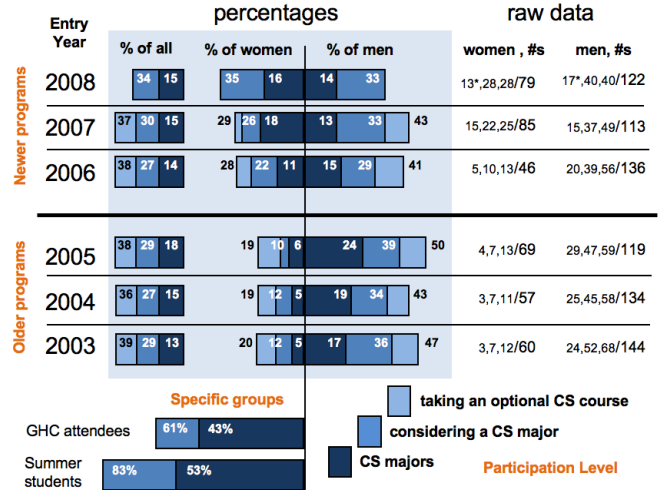 percentages raw data
Entry
Year
% of all % of women % of men women , #s men, #s
Newer programs
2008 34 15 35 16 14 33 13*,28,28/79 17*,40,40/122
2007 37 30 15 29 26 18 13 33 43 15,22,25/85 15,37,49/113
2006 38 27 14 28 22 11 15 29 41 5,10,13/46 20,39,56/136
Older programs
2005 38 29 18 19 10 6 24 39 50 4,7,13/69 29,47,59/119
2004 36 27 15 19 12 5 19 34 43 3,7,11/57 25,45,58/134
2003 39 29 13 20 12 5 17 36 47 3,7,12/60 24,52,68/144
Specific groups
taking an optional CS course
GHC attendees 61% 43%
considering a CS major
CS majors
Summer
students 83% 53%
Participation Level